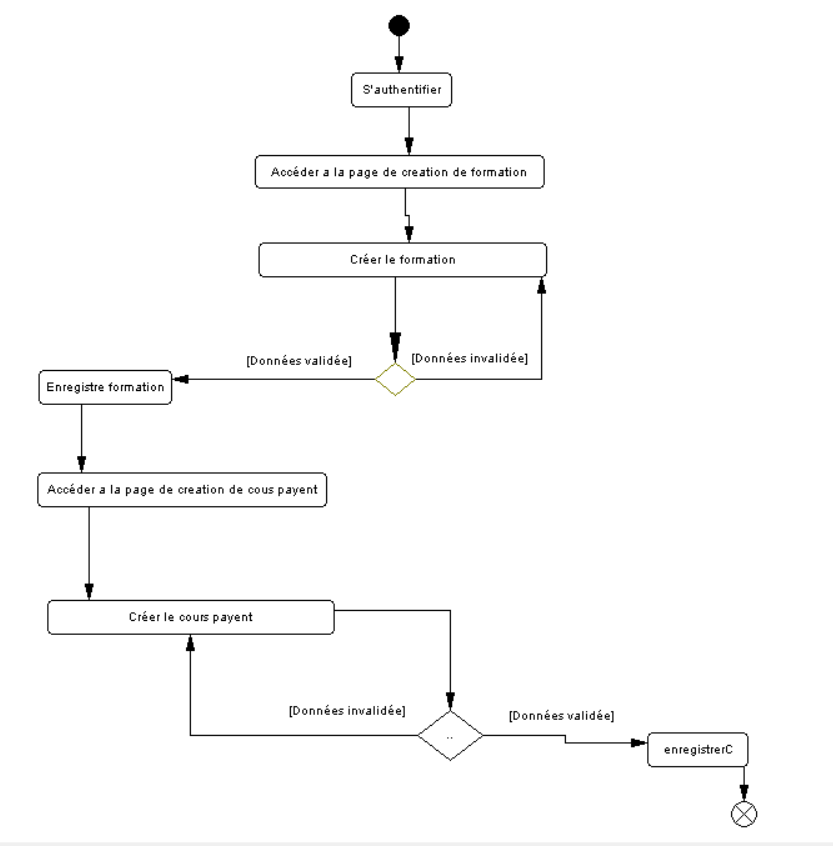 S'authentifier
Accéder a la page de creation de formation
Créer le formation
[Données validée]
[Données invalidée]
Enregistre formation
Accéder a la page de creation de cous payent
Créer le cours payent
[Données invalidée]
[Données validée]
..
enregistrerC